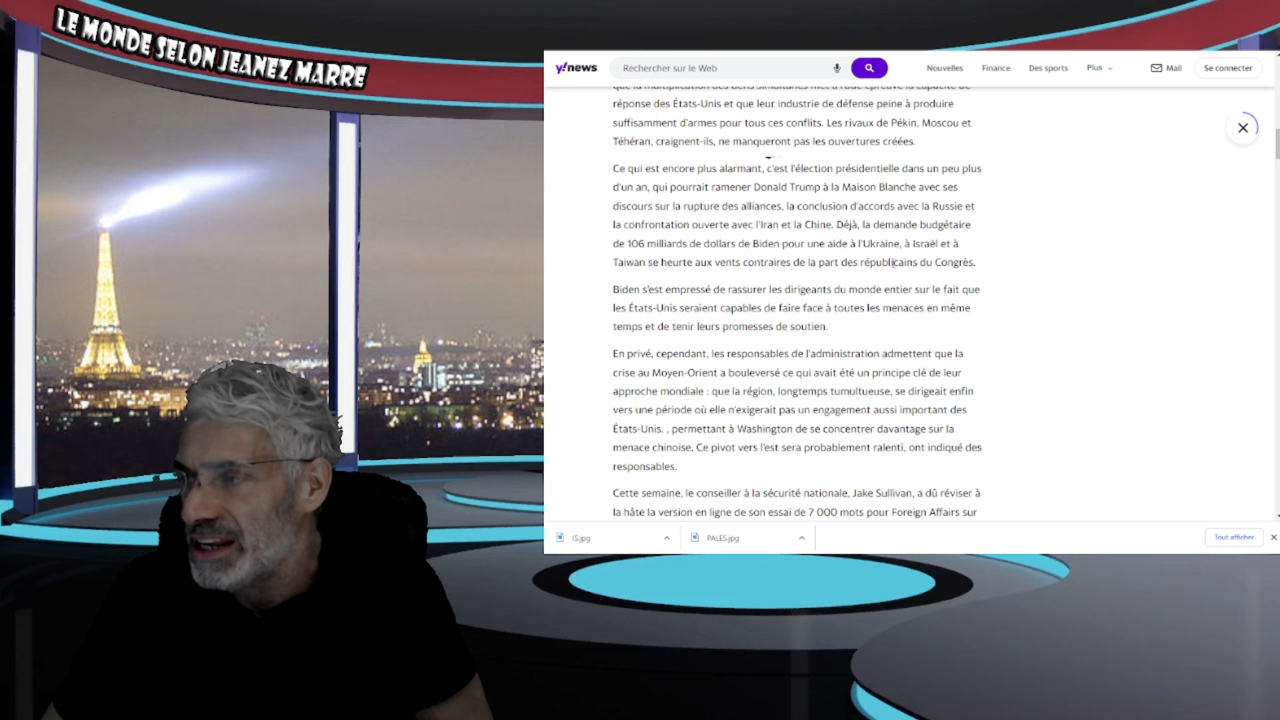 LE MONDE SELON JEANEZ MARRE
y!news
Rechercher sur le Web
Nouvelles
Finance
Des sports
Plus
Mail
Se connecter
que la multiplication des défis simultanés met à rude épreuve la capacité de
réponse des États-Unis et que leur industrie de défense peine à produire
suffisamment d'armes pour tous ces conflits. Les rivaux de Pékin, Moscou et
Téhéran, craignent-ils, ne manqueront pas les ouvertures créées.
Ce qui est encore plus alarmant, c'est l'élection présidentielle dans un peu plus
d'un an, qui pourrait ramener Donald Trump à la Maison Blanche avec ses
discours sur la rupture des alliances, la conclusion d'accords avec la Russie et
la confrontation ouverte avec l'Iran et la Chine. Déjà, la demande budgétaire
de 106 milliards de dollars de Biden pour une aide à l'Ukraine, à Israël et à
Taiwan se heurte aux vents contraires de la part des républicains du Congrès.
Biden s'est empressé de rassurer les dirigeants du monde entier sur le fait que
les États-Unis seraient capables de faire face à toutes les menaces en même
temps et de tenir leurs promesses de soutien.
En privé, cependant, les responsables de l'administration admettent que la
crise au Moyen-Orient a bouleversé ce qui avait été un principe clé de leur
approche mondiale : que la région, longtemps tumultueuse, se dirigeait enfin
vers une période où elle n'exigerait pas un engagement aussi important des
États-Unis. , permettant à Washington de se concentrer davantage sur la
menace chinoise. Ce pivot vers l'est sera probablement ralenti, ont indiqué des
responsables.
Cette semaine, le conseiller à la sécurité nationale, Jake Sullivan, a dû réviser à
la hâte la version en ligne de son essai de 7 000 mots pour Foreign Affairs sur
IS.jpg
PALES.jpg
Tout afficher